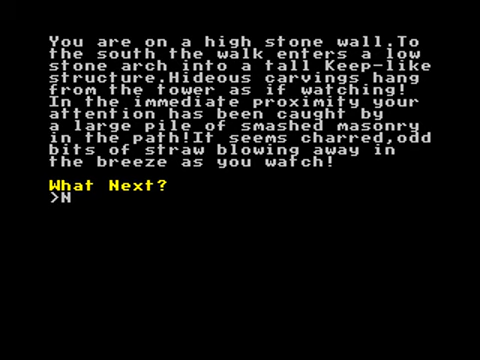 You are on a high stone wall.To
the south the walk enters a low
stone arch into a tall Keep-like
structure.Hideous carvings hang
from the tower as if watching!
In the immediate proximity your
attention has been caught by
a large pile of smashed masonry
in the path!It seems charred,odd
bits of straw blowing away in
the breeze as you watch!
What Next?
>N